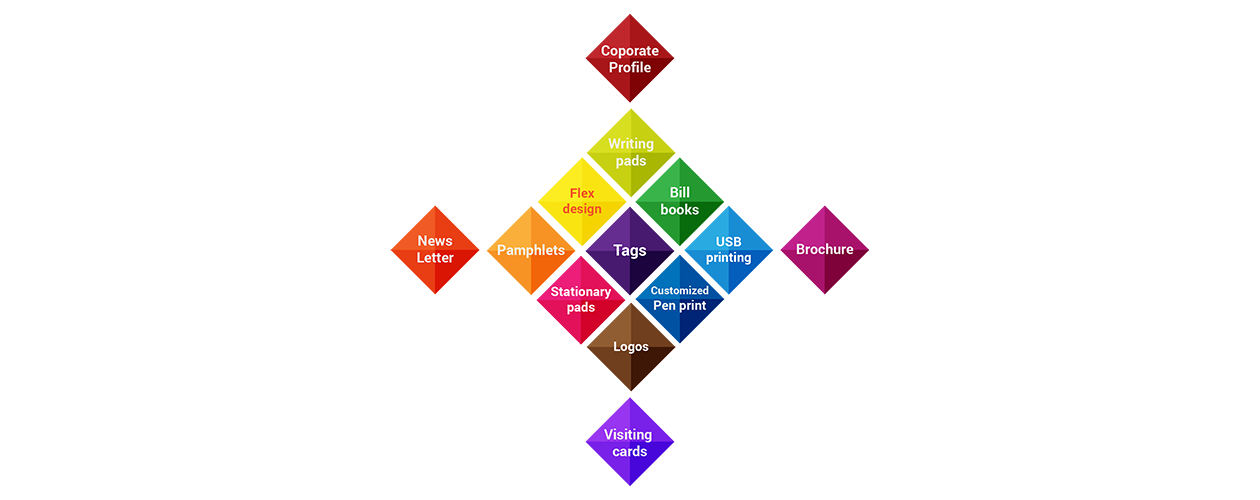 Coporate
Profile
Writing
pads
Flex
design
Bill
books
News
Letter
Pamphlets
Tags
USB
printing
Brochure
Stationary
pads
Customized
Pen print
Logos
Visiting
cards